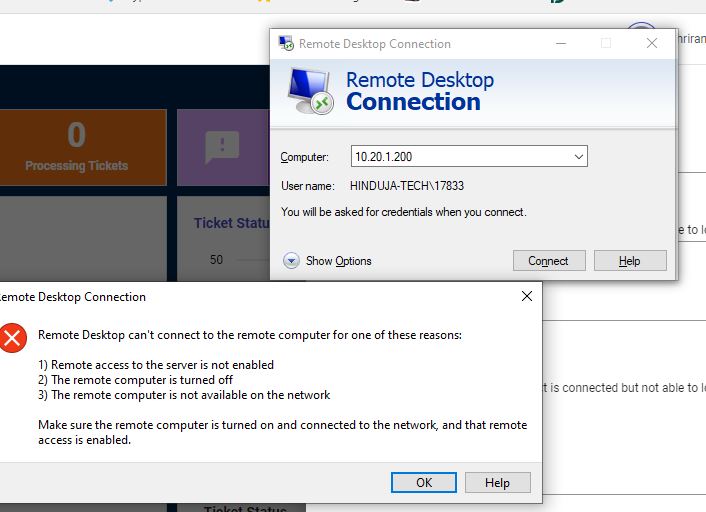 Remote Desktop Connection
Remote Desktop
Connection
Computer:
10.20.1.200
User name: HINDUJA-TECH\17833
You will be asked for credentials when you connect.
Show Options
Connect
Help
0
Processing Tickets
Ticket Statu
50
e to l
Remote Desktop Connection
Remote Desktop can't connect to the remote computer for one of these reasons:
1) Remote access to the server is not enabled
2) The remote computer is turned off
3) The remote computer is not available on the network
Make sure the remote computer is turned on and connected to the network, and that remote
access is enabled.
OK
Help
t is connected but not able to l
Ticket Status